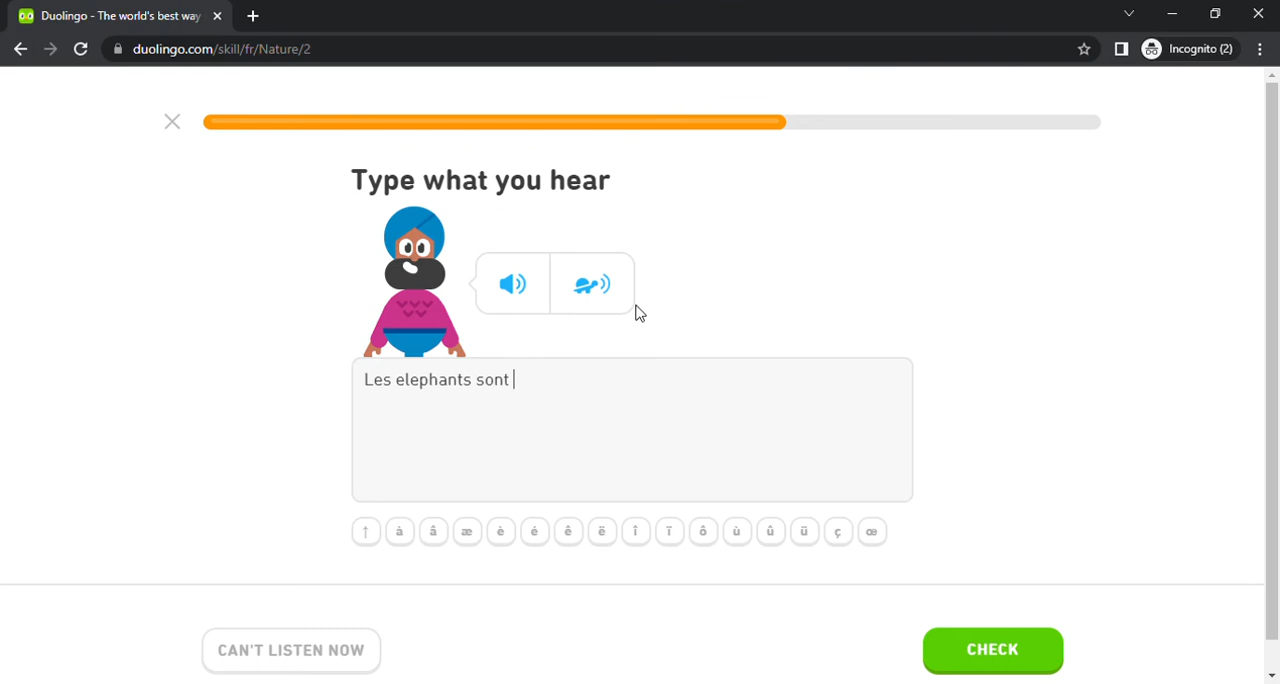 Duolingo - The world's best way
duolingo.com/skill/fr/Nature/2
Incognito (2)
Type what you hear
Les elephants sont
↑ à â æ è é ê ë î ï ô ù û ü ç œ
CAN'T LISTEN NOW
CHECK